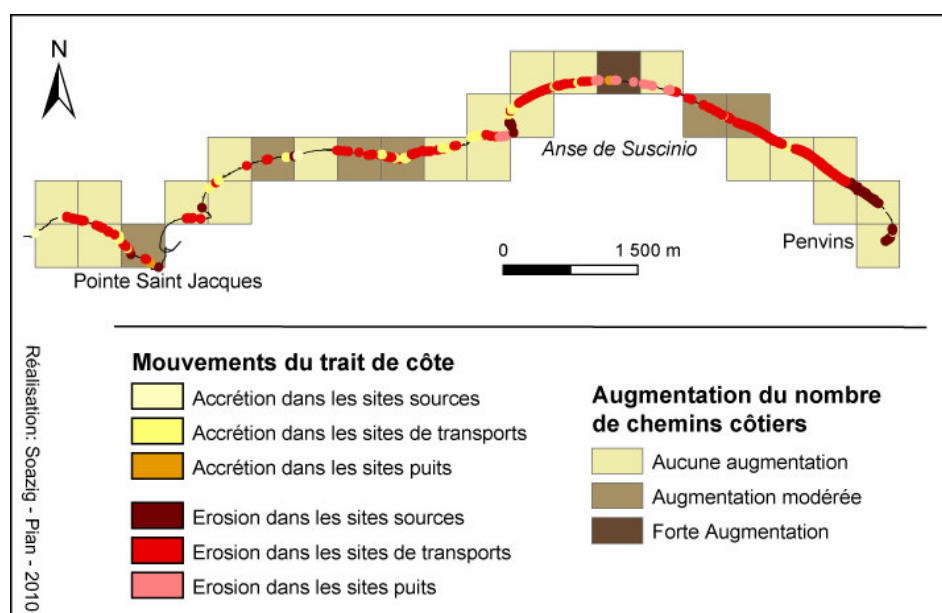 N
Anse de Suscinio
0 1 500 m
Penvins
Pointe Saint Jacques
Réalisation: Soazig - Pian - 2010
Mouvements du trait de côte
Accrétion dans les sites sources
Accrétion dans les sites de transports
Accrétion dans les sites puits
Erosion dans les sites sources
Erosion dans les sites de transports
Erosion dans les sites puits
Augmentation du nombre
de chemins côtiers
Aucune augmentation
Augmentation modérée
Forte Augmentation